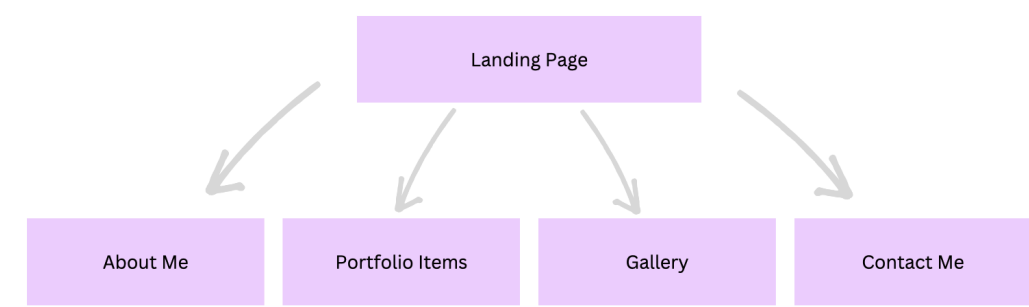 Landing Page
About Me
Portfolio Items
Gallery
Contact Me